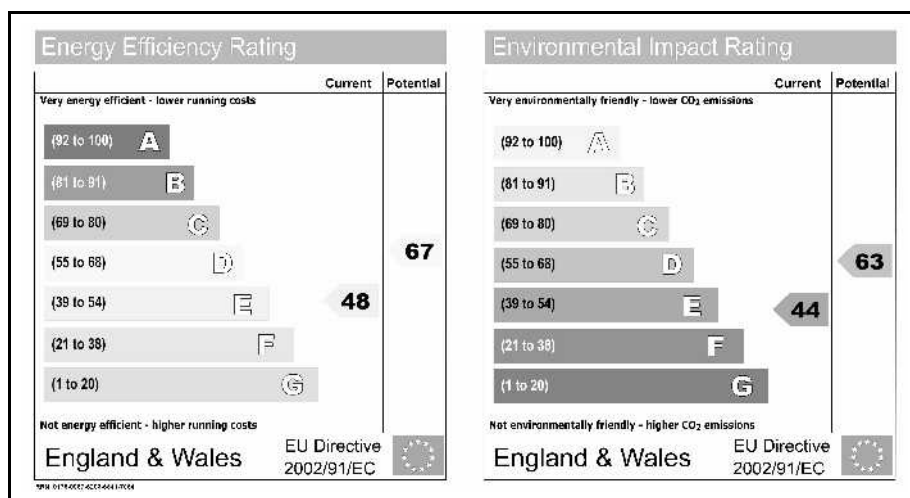 Energy Efficiency Rating
Current Potential
Very energy efficient - lower running costs
(92 to 100) A
(81 to 91) B
(69 to 80) C
(55 to 68) D
(39 to 54) E
(21 to 38) F
(1 to 20) G
67
48
Not energy efficient - higher running costs
England & Wales
EU Directive
2002/91/EC
Environmental Impact Rating
Current Potential
Very environmentally friendly - lower CO₂ emissions
(92 to 100) A
(81 to 91) B
(69 to 80) C
(55 to 68) D
(39 to 54) E
(21 to 38) F
(1 to 20) G
63
44
Not environmentally friendly - higher CO₂ emissions
England & Wales
EU Directive
2002/91/EC